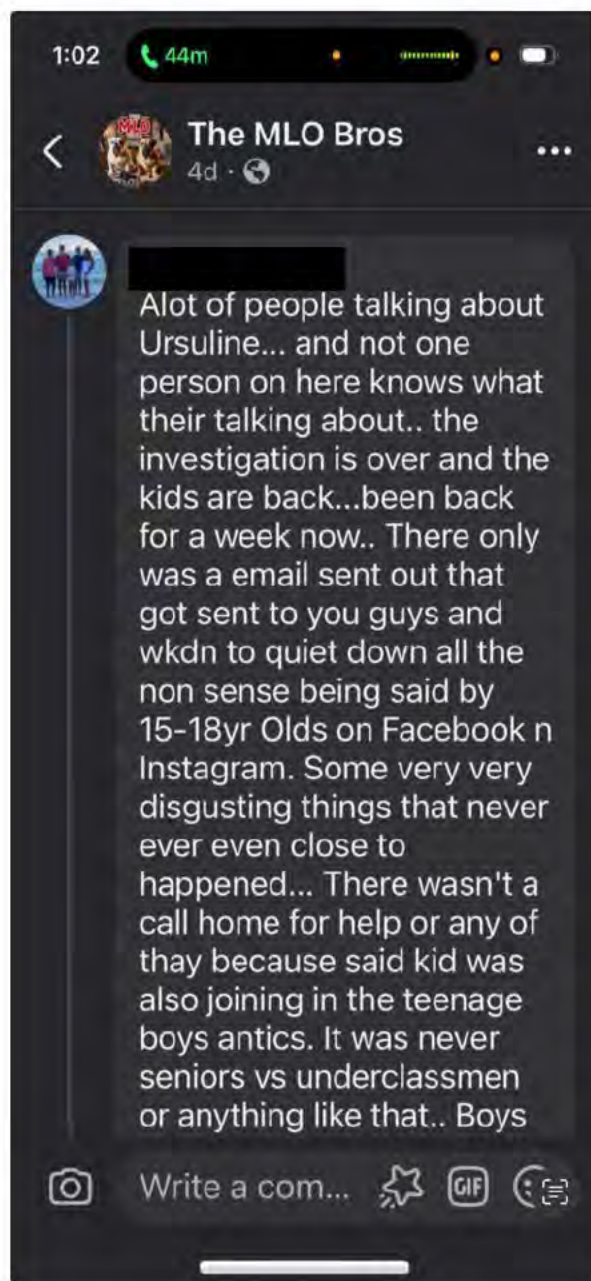 1:02 44m
The MLO Bros
4d ·
Alot of people talking about
Ursuline... and not one
person on here knows what
their talking about.. the
investigation is over and the
kids are back...been back
for a week now.. There only
was a email sent out that
got sent to you guys and
wkdn to quiet down all the
non sense being said by
15-18yr Olds on Facebook n
Instagram. Some very very
disgusting things that never
ever even close to
happened... There wasn't a
call home for help or any of
thay because said kid was
also joining in the teenage
boys antics. It was never
seniors vs underclassmen
or anything like that.. Boys
Write a com... GIF